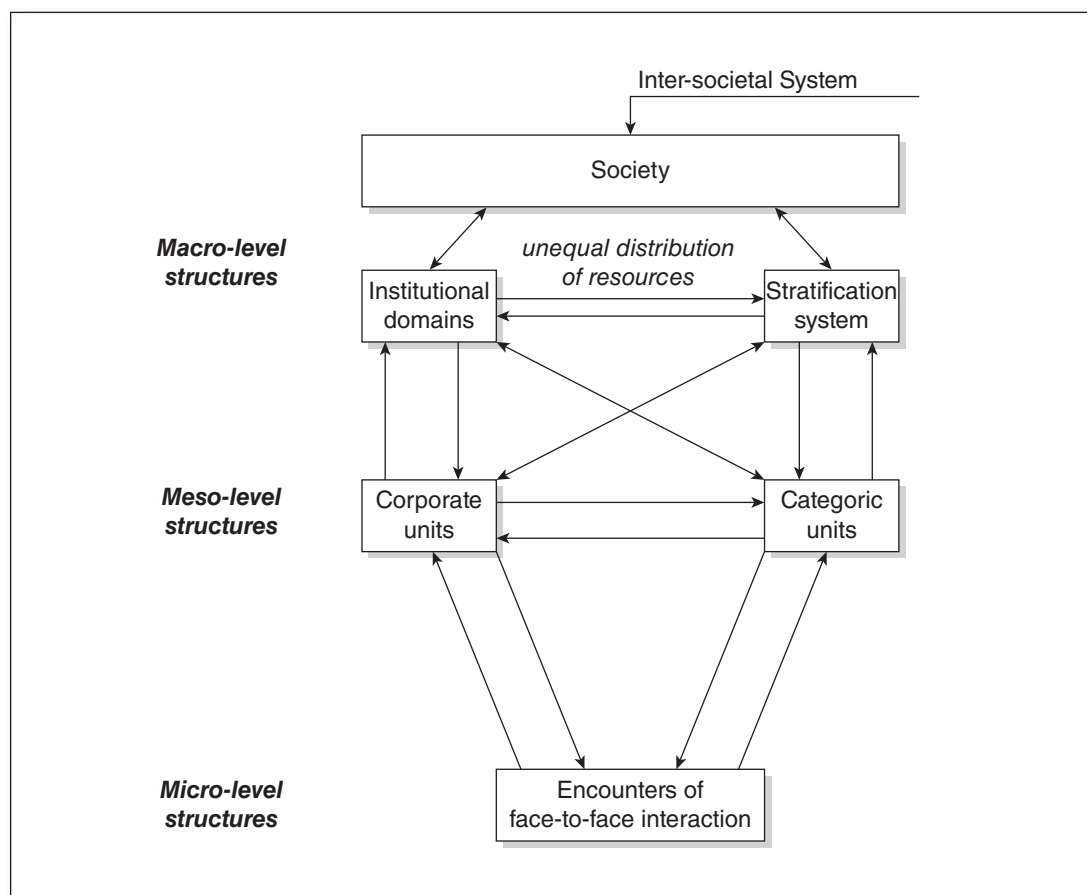 Inter-societal System
Society
Macro-level
structures
unequal distribution
of resources
Institutional
domains
Stratification
system
Meso-level
structures
Corporate
units
Categoric
units
Micro-level
structures
Encounters of
face-to-face interaction